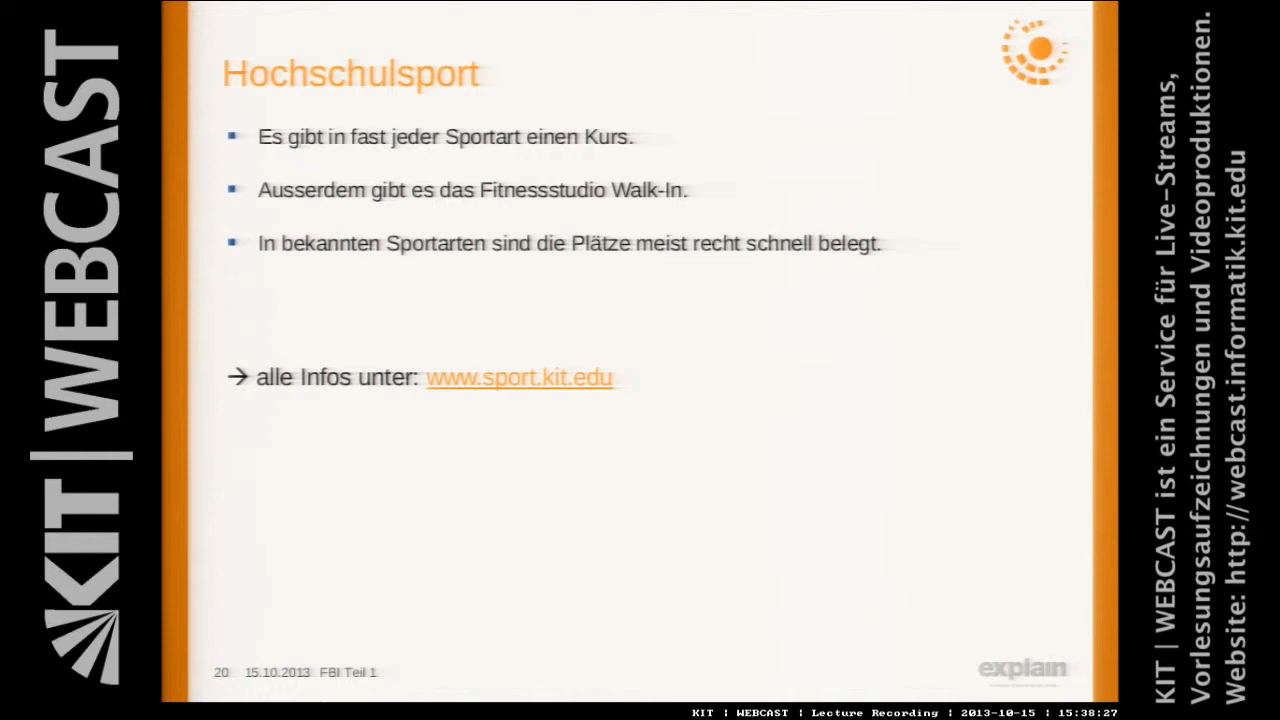 KIT | WEBCAST
Hochschulsport
Es gibt in fast jeder Sportart einen Kurs.
Ausserdem gibt es das Fitnessstudio Walk-In.
In bekannten Sportarten sind die Plätze meist recht schnell belegt.
→ alle Infos unter: www.sport.kit.edu
20 15.10.2013 FBI Teil 1
explain
KIT | WEBCAST ist ein Service für Live-Streams,
Vorlesungsaufzeichnungen und Videoproduktionen.
Website: http://webcast.informatik.kit.edu
KIT | WEBCAST | Lecture Recording | 2013-10-15 | 15:38:27